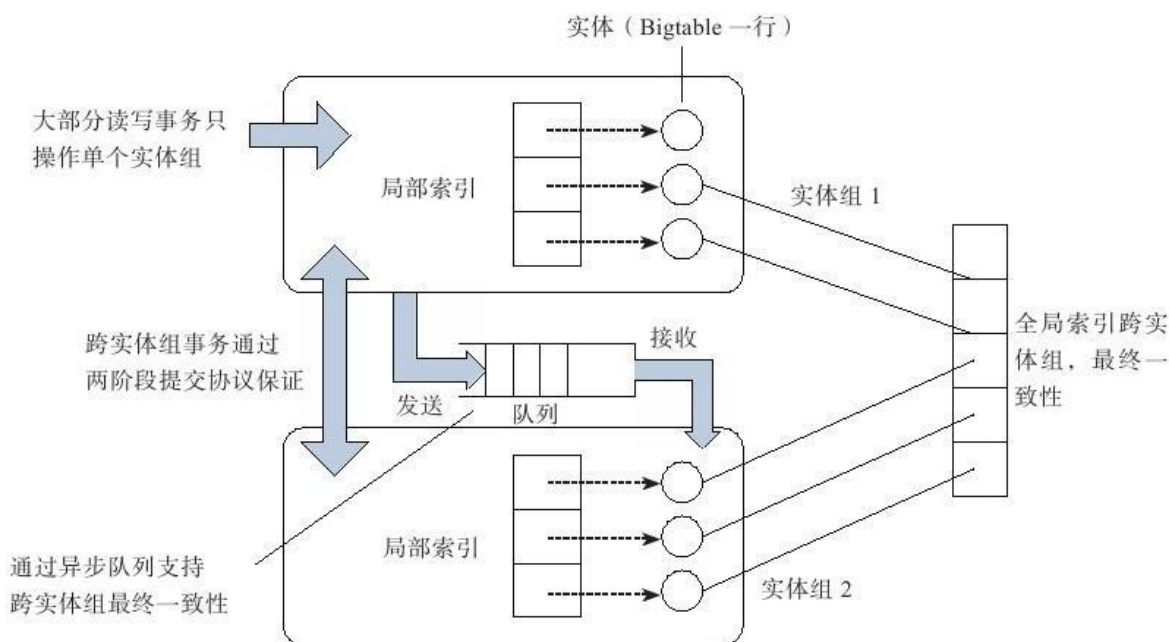 实体（Bigtable 一行）
大部分读写事务只
操作单个实体组
局部索引
实体组 1
跨实体组事务通过
两阶段提交协议保证
发送
队列
接收
全局索引跨实
体组，最终一
致性
局部索引
通过异步队列支持
跨实体组最终一致性
实体组 2